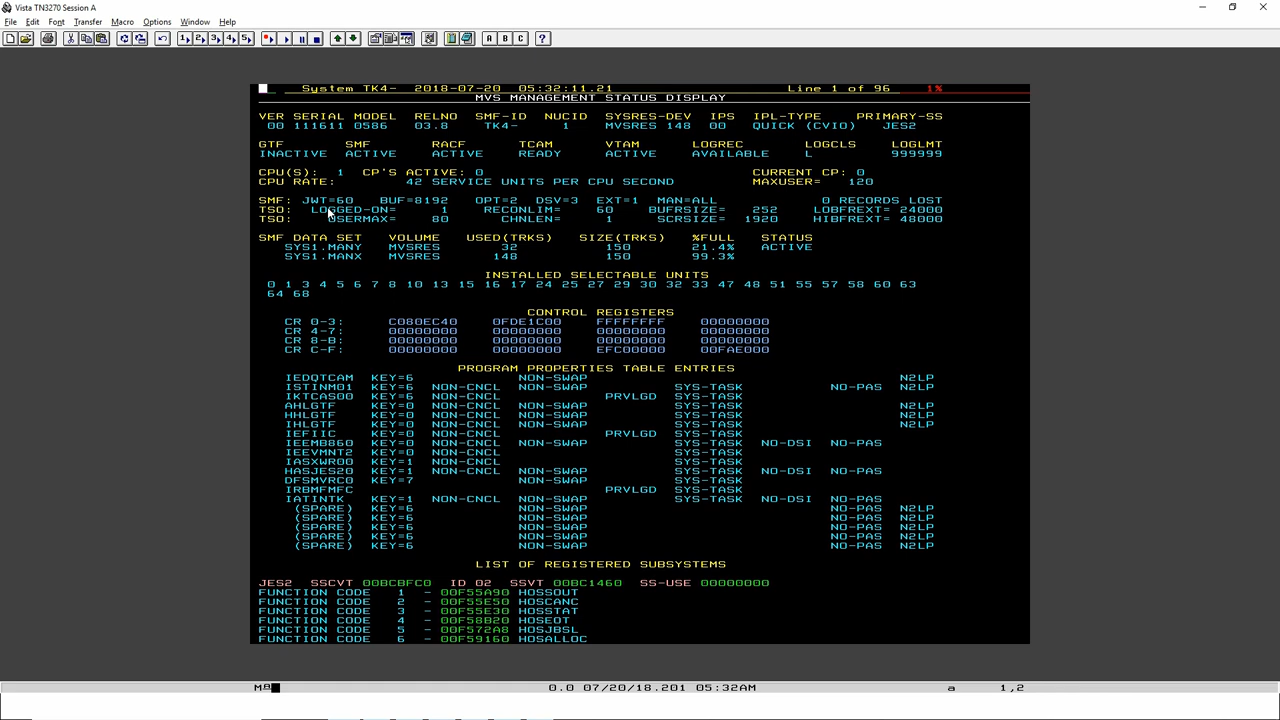 Vista TN3270 Session A
File Edit Font Transfer Macro Options Window Help
1 2 3 4 5 A B C ?
System TK4- 2018-07-20 05:32:11.21 Line 1 of 96 1%
MVS MANAGEMENT STATUS DISPLAY
VER SERIAL MODEL RELNO SMF-ID NUCID SYSRES-DEV IPS IPL-TYPE PRIMARY-SS
00 111611 0586 03.8 TK4- 1 MVSRES 148 00 QUICK (CVIO) JES2
GTF SMF RACF TCAM VTAM LOGREC LOGCLS LOGLMT
INACTIVE ACTIVE ACTIVE READY ACTIVE AVAILABLE L 999999
CPU(S): 1 CP'S ACTIVE: 0 CURRENT CP: 0
CPU RATE: 42 SERVICE UNITS PER CPU SECOND MAXUSER= 120
SMF: JWT=60 BUF=8192 OPT=2 DSV=3 EXT=1 MAN=ALL 0 RECORDS LOST
TSO: LOGGED-ON= 1 RECONLIM= 60 BUFRSIZE= 252 LOBFREXT= 24000
TSO: USERMAX= 80 CHNLEN= 1 SCRSIZE= 1920 HIBFREXT= 48000
SMF DATA SET VOLUME USED(TRKS) SIZE(TRKS) %FULL STATUS
SYS1.MANY MVSRES 32 150 21.4% ACTIVE
SYS1.MANX MVSRES 148 150 99.3%
INSTALLED SELECTABLE UNITS
0 1 3 4 5 6 7 8 10 13 15 16 17 24 25 27 29 30 32 33 47 48 51 55 57 58 60 63
64 68
CONTROL REGISTERS
CR 0-3: C080EC40 0FDE1C00 FFFFFFFF 00000000
CR 4-7: 00000000 00000000 00000000 00000000
CR 8-B: 00000000 00000000 00000000 00000000
CR C-F: 00000000 00000000 EFC00000 00FAE000
PROGRAM PROPERTIES TABLE ENTRIES
IEDQTCAM KEY=6 NON-SWAP N2LP
ISTINM01 KEY=6 NON-CNCL NON-SWAP SYS-TASK NO-PAS N2LP
IKTCAS00 KEY=6 NON-CNCL PRVLGD SYS-TASK
AHLGTF KEY=0 NON-CNCL NON-SWAP SYS-TASK N2LP
HHLGTF KEY=0 NON-CNCL NON-SWAP SYS-TASK N2LP
IHLGTF KEY=0 NON-CNCL NON-SWAP SYS-TASK N2LP
IEFIIC KEY=0 NON-CNCL PRVLGD SYS-TASK
IEEMB860 KEY=0 NON-CNCL NON-SWAP SYS-TASK NO-DSI NO-PAS
IEEVMNT2 KEY=0 NON-CNCL SYS-TASK
IASXWR00 KEY=1 NON-CNCL SYS-TASK
HASJES20 KEY=1 NON-CNCL NON-SWAP SYS-TASK NO-DSI NO-PAS
DFSMVRC0 KEY=7 NON-SWAP SYS-TASK
IRBMFMFC PRVLGD SYS-TASK
IATINTK KEY=1 NON-CNCL NON-SWAP SYS-TASK NO-DSI NO-PAS
(SPARE) KEY=6 NON-SWAP NO-PAS N2LP
(SPARE) KEY=6 NON-SWAP NO-PAS N2LP
(SPARE) KEY=6 NON-SWAP NO-PAS N2LP
(SPARE) KEY=6 NON-SWAP NO-PAS N2LP
(SPARE) KEY=6 NON-SWAP NO-PAS N2LP
LIST OF REGISTERED SUBSYSTEMS
JES2 SSCVT 00BCBFC0 ID 02 SSVT 00BC1460 SS-USE 00000000
FUNCTION CODE 1 - 00F55A90 HOSSOUT
FUNCTION CODE 2 - 00F55E50 HOSCANC
FUNCTION CODE 3 - 00F55E30 HOSSTAT
FUNCTION CODE 4 - 00F58B20 HOSEOT
FUNCTION CODE 5 - 00F572A8 HOSJBSL
FUNCTION CODE 6 - 00F59160 HOSALLOC
0.0 07/20/18.201 05:32AM a 1,2